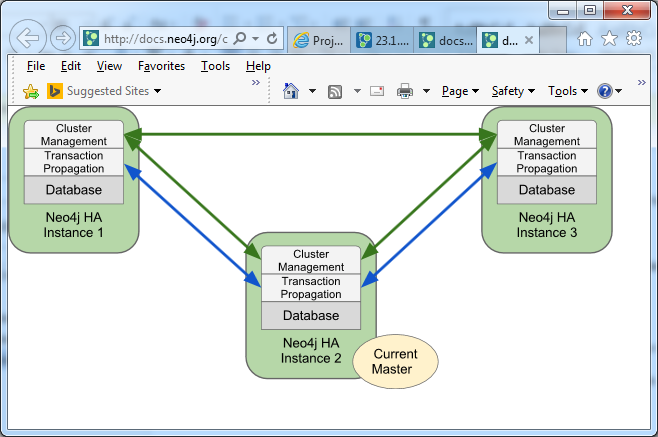 http://docs.neo4j.org/c
Proj...
23.1....
docs...
d...
File Edit View Favorites Tools Help
Suggested Sites
Page Safety Tools
Cluster
Management
Transaction
Propagation
Database
Neo4j HA
Instance 1
Cluster
Management
Transaction
Propagation
Database
Neo4j HA
Instance 3
Cluster
Management
Transaction
Propagation
Database
Neo4j HA
Instance 2
Current
Master